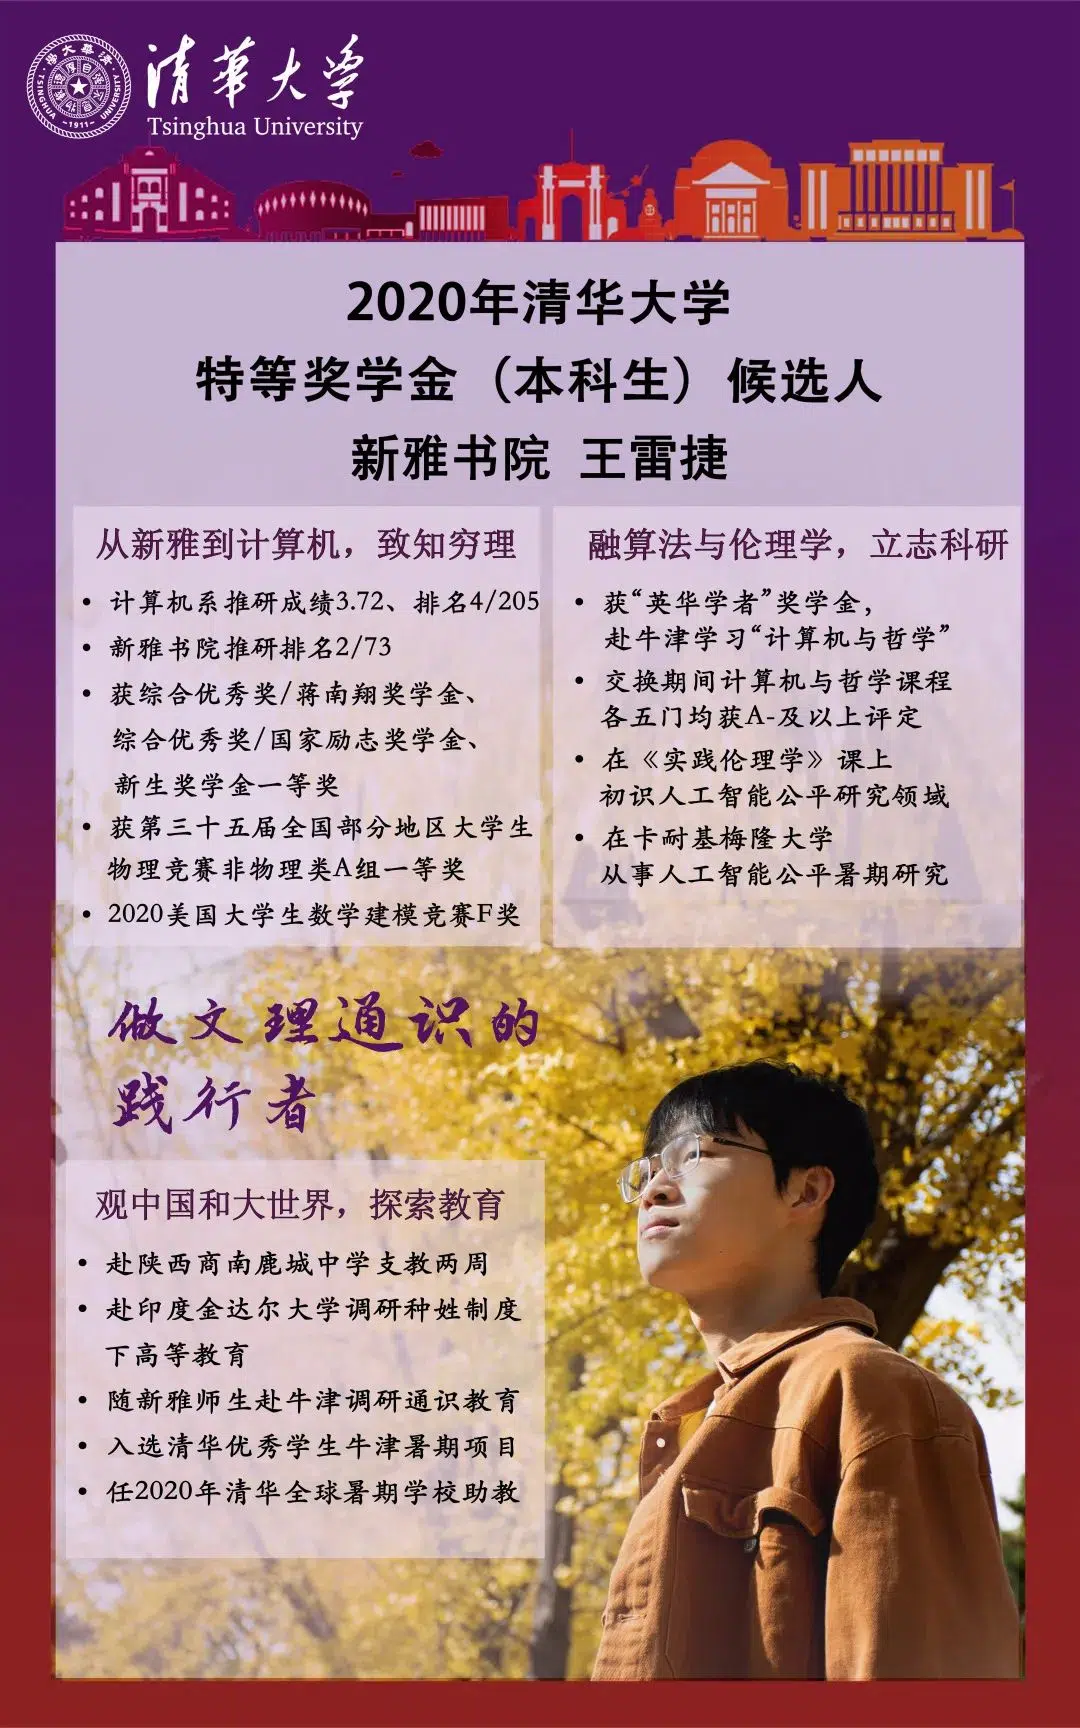 清華大学
Tsinghua University
2020年清华大学
特等奖学金（本科生）候选人
新雅书院 王雷捷
从新雅到计算机，致知穷理
• 计算机系推研成绩3.72、排名4/205
• 新雅书院推研排名2/73
• 获综合优秀奖/蒋南翔奖学金、
综合优秀奖/国家励志奖学金、
新生奖学金一等奖
• 获第三十五届全国部分地区大学生
物理竞赛非物理类A组一等奖
• 2020美国大学生数学建模竞赛F奖
融算法与伦理学，立志科研
• 获“英华学者”奖学金，
赴牛津学习“计算机与哲学”
• 交换期间计算机与哲学课程
各五门均获A-及以上评定
• 在《实践伦理学》课上
初识人工智能公平研究领域
• 在卡耐基梅隆大学
从事人工智能公平暑期研究
做文理通识的
践行者
观中国和大世界，探索教育
• 赴陕西商南鹿城中学支教两周
• 赴印度金达尔大学调研种姓制度
下高等教育
• 随新雅师生赴牛津调研通识教育
• 入选清华优秀学生牛津暑期项目
• 任2020年清华全球暑期学校助教